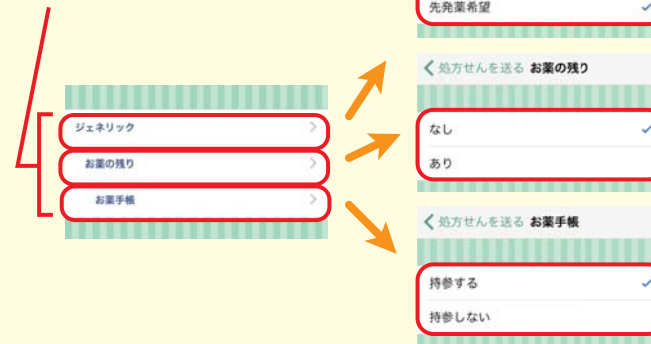 ジェネリック
お薬の残り
お薬手帳
先発薬希望
処方せんを送る お薬の残り
なし
あり
処方せんを送る お薬手帳
持参する
持参しない